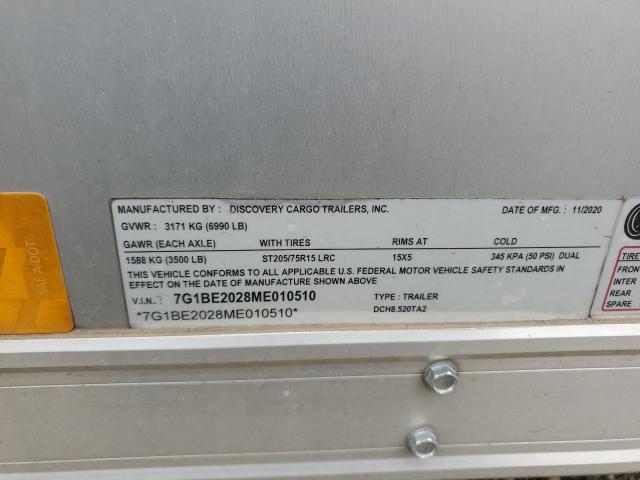 MANUFACTURED BY : DISCOVERY CARGO TRAILERS, INC. DATE OF MFG. : 11/2020
GVWR : 3171 KG (6990 LB)
GAWR (EACH AXLE) WITH TIRES RIMS AT COLD
1588 KG (3500 LB) ST205/75R15 LRC 15X5 345 KPA (50 PSI) DUAL
THIS VEHICLE CONFORMS TO ALL APPLICABLE U.S. FEDERAL MOTOR VEHICLE SAFETY STANDARDS IN
EFFECT ON THE DATE OF MANUFACTURE SHOWN ABOVE
V.I.N.: 7G1BE2028ME010510 TYPE : TRAILER
*7G1BE2028ME010510* DCH8.520TA2
TIRE
FRONT
INTER
REAR
SPARE